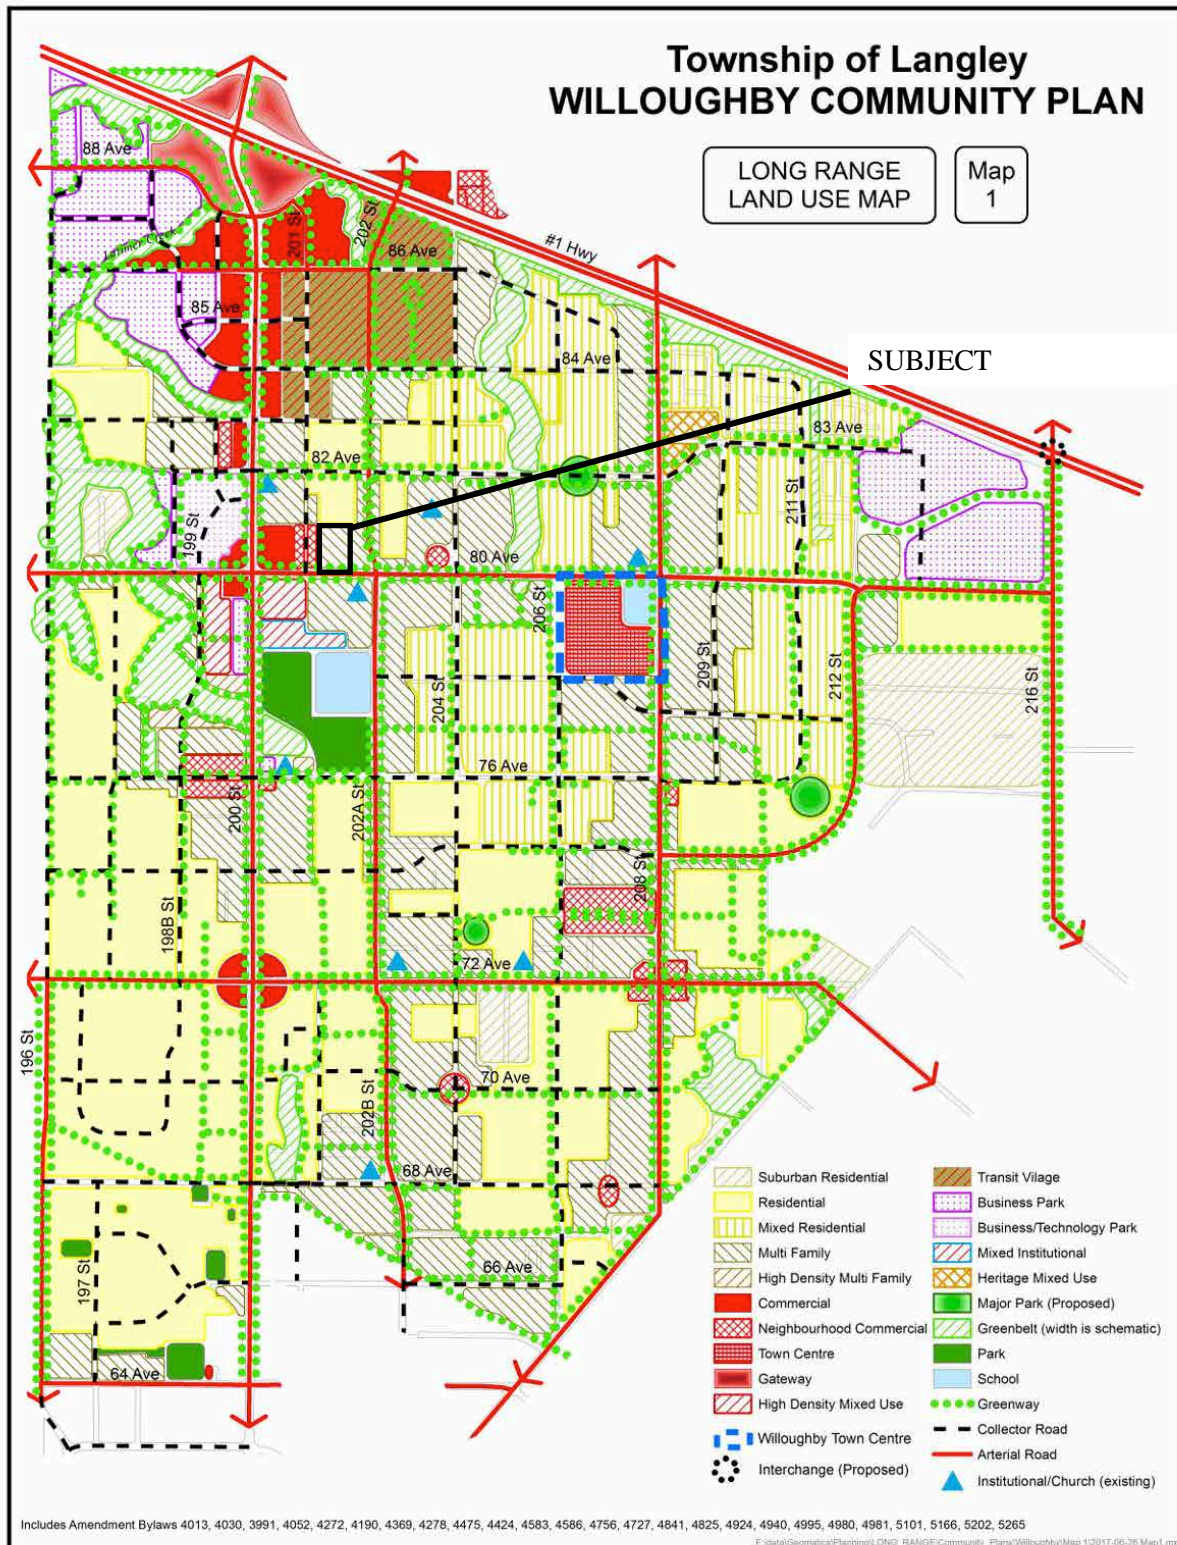 Township of Langley
WILLOUGHBY COMMUNITY PLAN
LONG RANGE
LAND USE MAP
Map
1
88 Ave
201 St
202 St
Latimer Creek
86 Ave
#1 Hwy
85 Ave
84 Ave
SUBJECT
83 Ave
82 Ave
199 St
211 St
80 Ave
206 St
209 St
212 St
216 St
204 St
76 Ave
200 St
202A St
208 St
198B St
72 Ave
196 St
70 Ave
202B St
68 Ave
66 Ave
197 St
64 Ave
Suburban Residential
Residential
Mixed Residential
Multi Family
High Density Multi Family
Commercial
Neighbourhood Commercial
Town Centre
Gateway
High Density Mixed Use
Willoughby Town Centre
Interchange (Proposed)
Transit Vilage
Business Park
Business/Technology Park
Mixed Institutional
Heritage Mixed Use
Major Park (Proposed)
Greenbelt (width is schematic)
Park
School
Greenway
Collector Road
Arterial Road
Institutional/Church (existing)
Includes Amendment Bylaws 4013, 4030, 3991, 4052, 4272, 4190, 4369, 4278, 4475, 4424, 4583, 4586, 4756, 4727, 4841, 4825, 4924, 4940, 4995, 4980, 4981, 5101, 5166, 5202, 5265